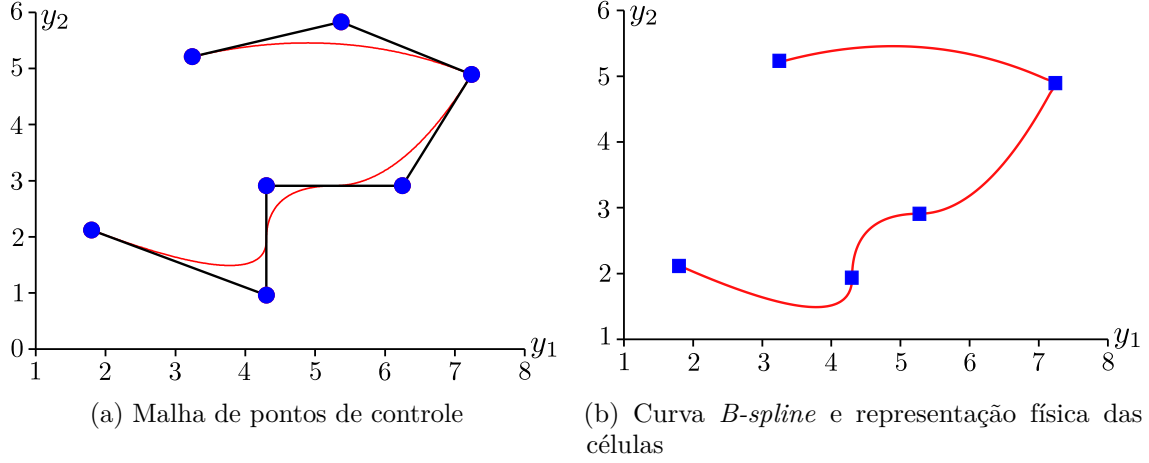 6
y2
5
4
3
2
1
0
1 2 3 4 5 6 7 8
y1
(a) Malha de pontos de controle
6
y2
5
4
3
2
1
1 2 3 4 5 6 7 8
y1
(b) Curva B-spline e representação física das
células